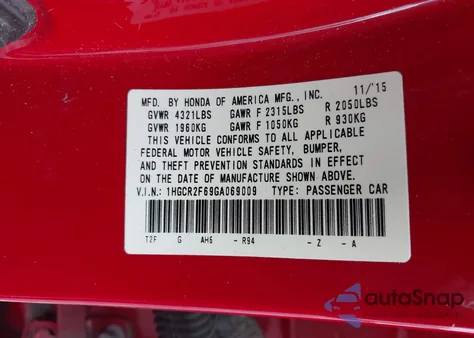 MFD. BY HONDA OF AMERICA MFG., INC. 11/'15
GVWR 4321LBS GAWR F 2315LBS R 2050LBS
GVWR 1960KG GAWR F 1050KG R 930KG
THIS VEHICLE CONFORMS TO ALL APPLICABLE
FEDERAL MOTOR VEHICLE SAFETY, BUMPER,
AND THEFT PREVENTION STANDARDS IN EFFECT
ON THE DATE OF MANUFACTURE SHOWN ABOVE.
V.I.N.: 1HGCR2F69GA069009 TYPE: PASSENGER CAR
T2F G AH6 -R94 -Z -A
autoSnap